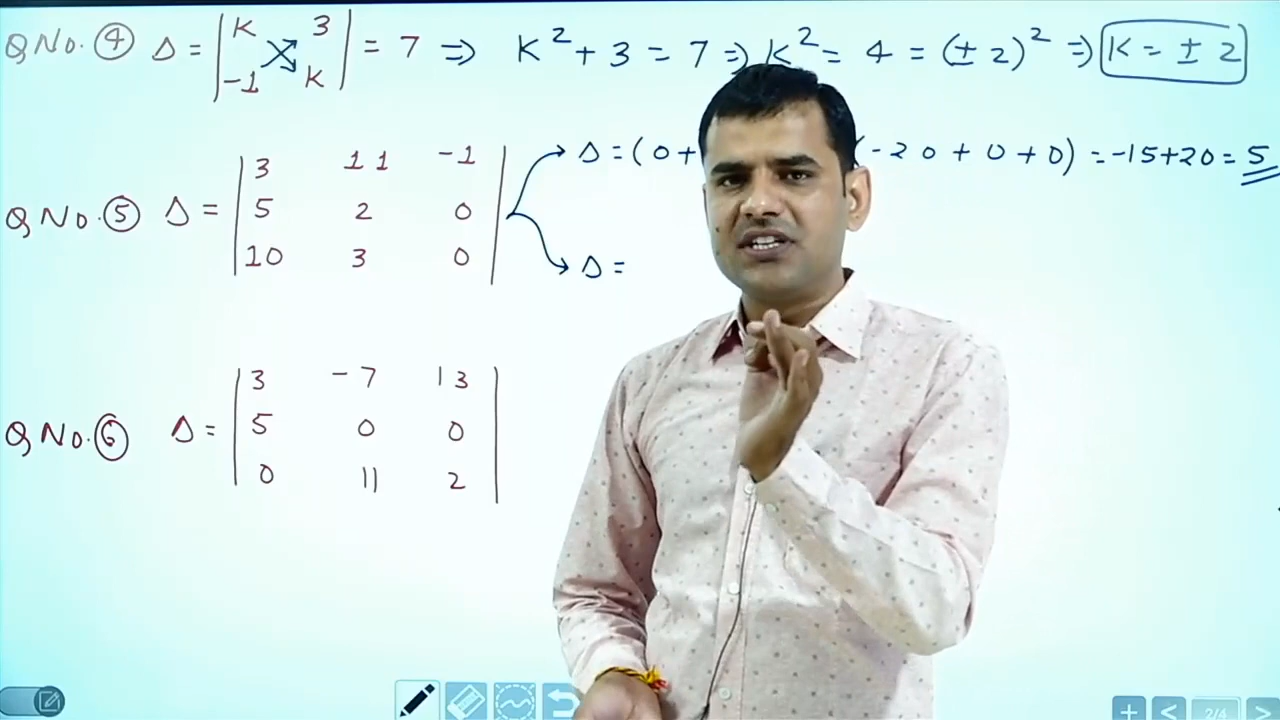 Q No. ④ Δ = | K 3 | = 7 ⇒ K² + 3 = 7 ⇒ K² = 4 = (± 2)² ⇒ K = ± 2
-1 K
3 11 -1
Δ = (0 + (-20 + 0 + 0) = -15 + 20 = 5
Q No. ⑤ Δ = 5 2 0
10 3 0
Δ =
3 -7 13
Q No. ⑥ Δ = 5 0 0
0 11 2
2/4